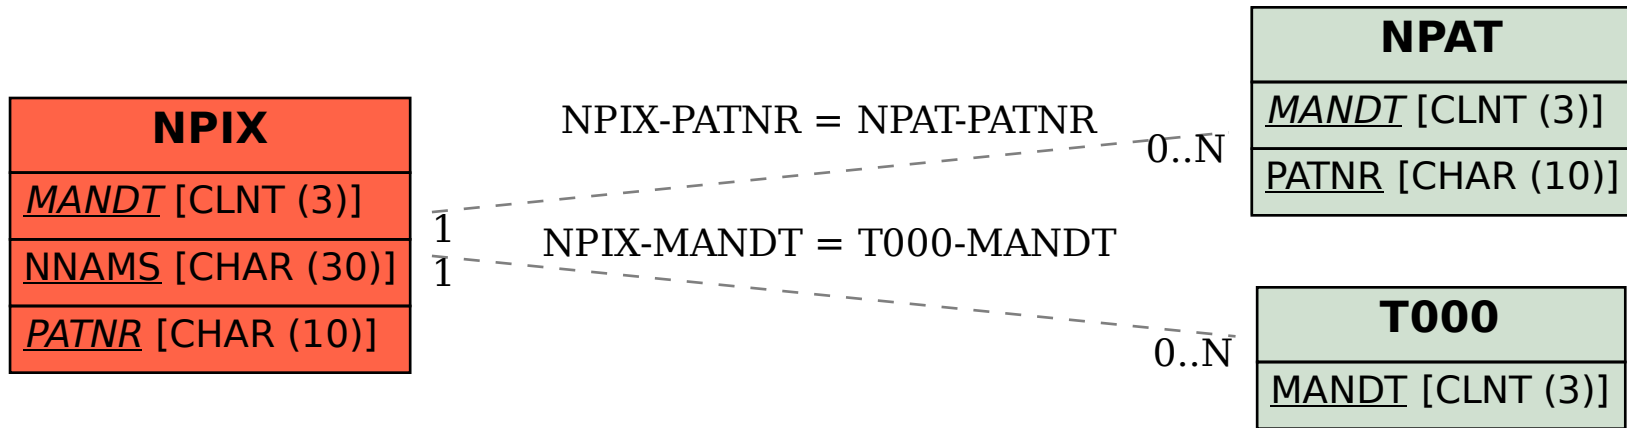 NPIX
MANDT [CLNT (3)]
NNAMS [CHAR (30)]
PATNR [CHAR (10)]
NPIX-PATNR = NPAT-PATNR
0..N
1
NPIX-MANDT = T000-MANDT
1
0..N
NPAT
MANDT [CLNT (3)]
PATNR [CHAR (10)]
T000
MANDT [CLNT (3)]